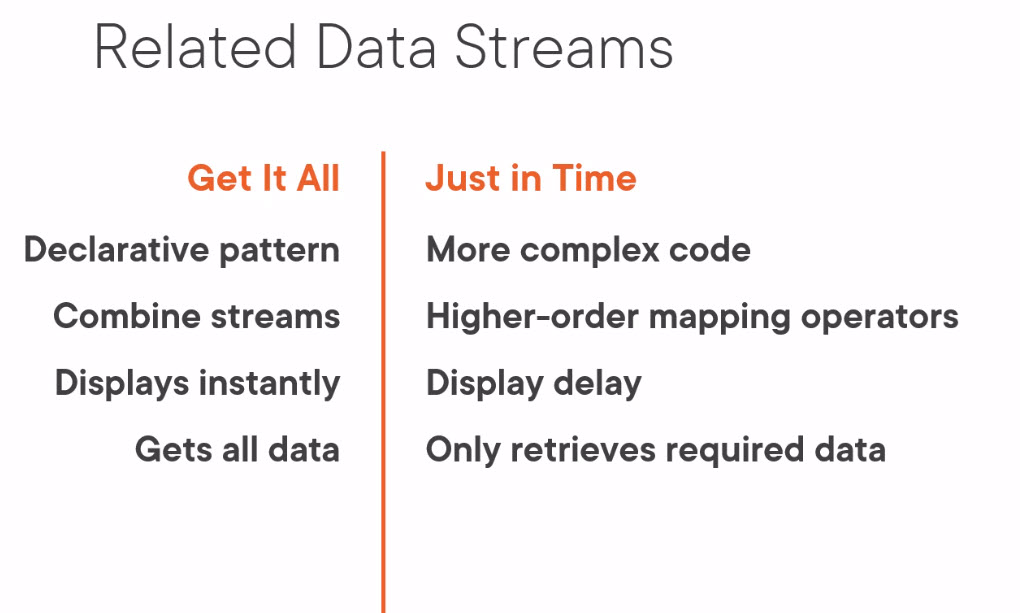 Related Data Streams
Get It All
Declarative pattern
Combine streams
Displays instantly
Gets all data
Just in Time
More complex code
Higher-order mapping operators
Display delay
Only retrieves required data